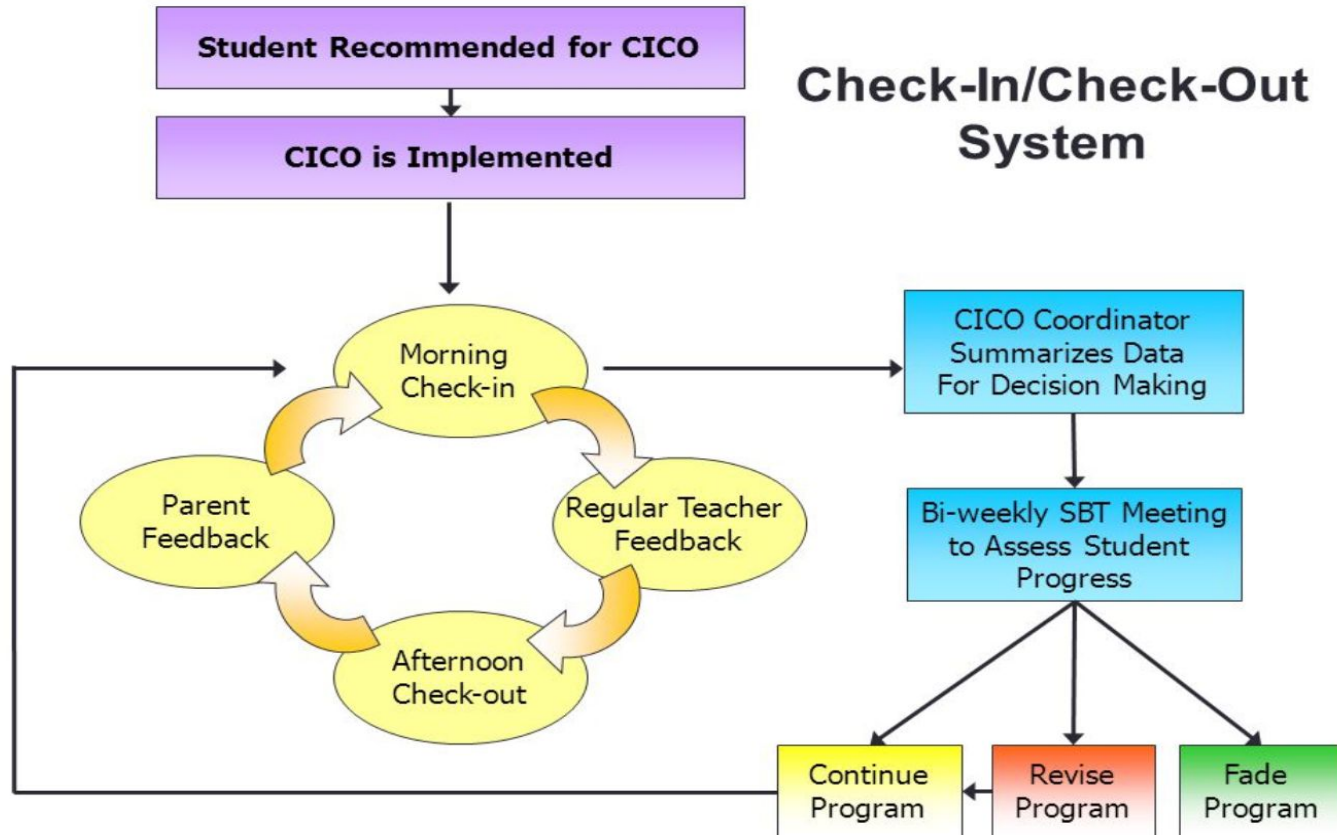 Student Recommended for CICO
CICO is Implemented
Check-In/Check-Out
System
Morning
Check-in
Regular Teacher
Feedback
Afternoon
Check-out
Parent
Feedback
CICO Coordinator
Summarizes Data
For Decision Making
Bi-weekly SBT Meeting
to Assess Student
Progress
Continue
Program
Revise
Program
Fade
Program